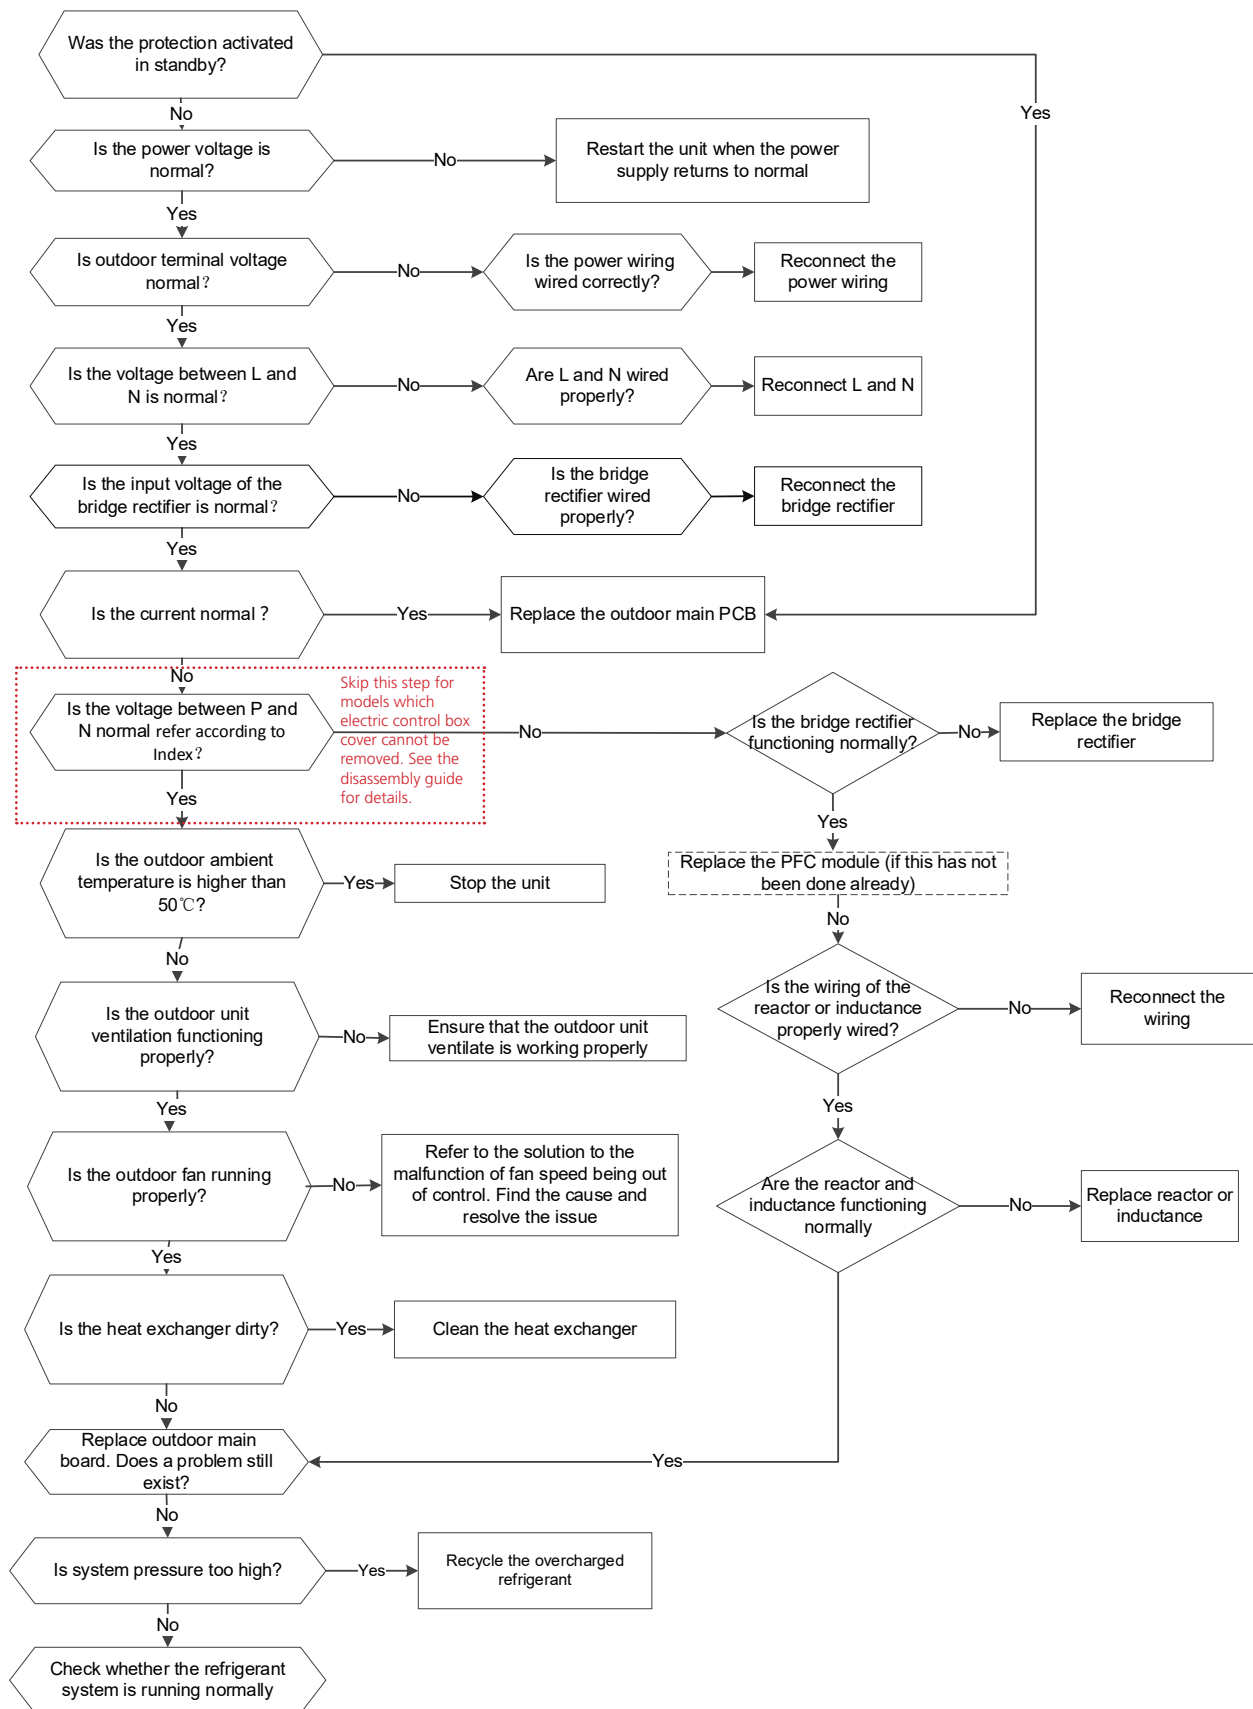 Was the protection activated
in standby?
Yes
No
Is the power voltage is
normal?
No
Restart the unit when the power
supply returns to normal
Yes
Is outdoor terminal voltage
normal?
No
Is the power wiring
wired correctly?
Reconnect the
power wiring
Yes
Is the voltage between L and
N is normal?
No
Are L and N wired
properly?
Reconnect L and N
Yes
Is the input voltage of the
bridge rectifier is normal?
No
Is the bridge
rectifier wired
properly?
Reconnect the
bridge rectifier
Yes
Is the current normal ?
Yes
Replace the outdoor main PCB
No
Is the voltage between P and
N normal refer according to
Index?
Skip this step for
models which
electric control box
cover cannot be
removed. See the
disassembly guide
for details.
No
Is the bridge rectifier
functioning normally?
No
Replace the bridge
rectifier
Yes
Yes
Is the outdoor ambient
temperature is higher than
50℃?
Yes
Stop the unit
Replace the PFC module (if this has not
been done already)
No
No
Is the outdoor unit
ventilation functioning
properly?
No
Ensure that the outdoor unit
ventilate is working properly
Is the wiring of the
reactor or inductance
properly wired?
No
Reconnect the
wiring
Yes
Yes
Is the outdoor fan running
properly?
No
Refer to the solution to the
malfunction of fan speed being out
of control. Find the cause and
resolve the issue
Are the reactor and
inductance functioning
normally
No
Replace reactor or
inductance
Yes
Is the heat exchanger dirty?
Yes
Clean the heat exchanger
No
Replace outdoor main
board. Does a problem still
exist?
Yes
No
Is system pressure too high?
Yes
Recycle the overcharged
refrigerant
No
Check whether the refrigerant
system is running normally